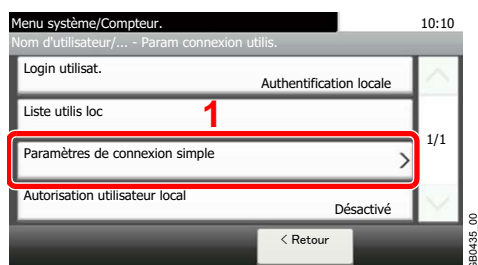 Menu système/Compteur.
10:10
Nom d'utilisateur/... - Param connexion utilis.
Login utilisat.
Authentification locale
Liste utilis loc
1
1/1
Paramètres de connexion simple
Autorisation utilisateur local
Désactivé
< Retour
GB0435_00